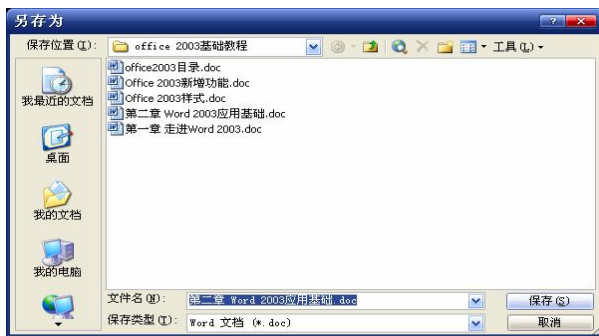 另存为
保存位置(I): office 2003基础教程 工具(L)
office2003目录.doc
Office 2003新增功能.doc
Office 2003样式.doc
第二章 Word 2003应用基础.doc
第一章 走进Word 2003.doc
我最近的文档
桌面
我的文档
我的电脑
文件名(N): 第二章 Word 2003应用基础.doc 保存(S)
保存类型(T): Word 文档 (*.doc) 取消